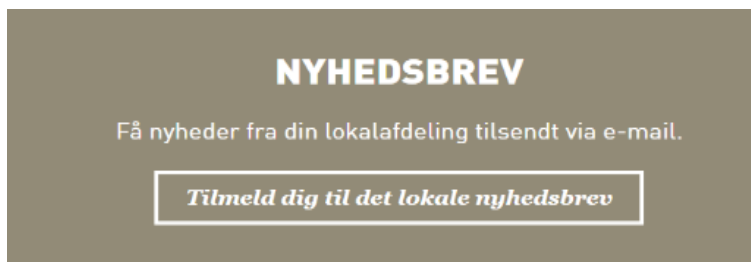 NYHEDSBREV
Få nyheder fra din lokalafdeling tilsendt via e-mail.
Tilmeld dig til det lokale nyhedsbrev